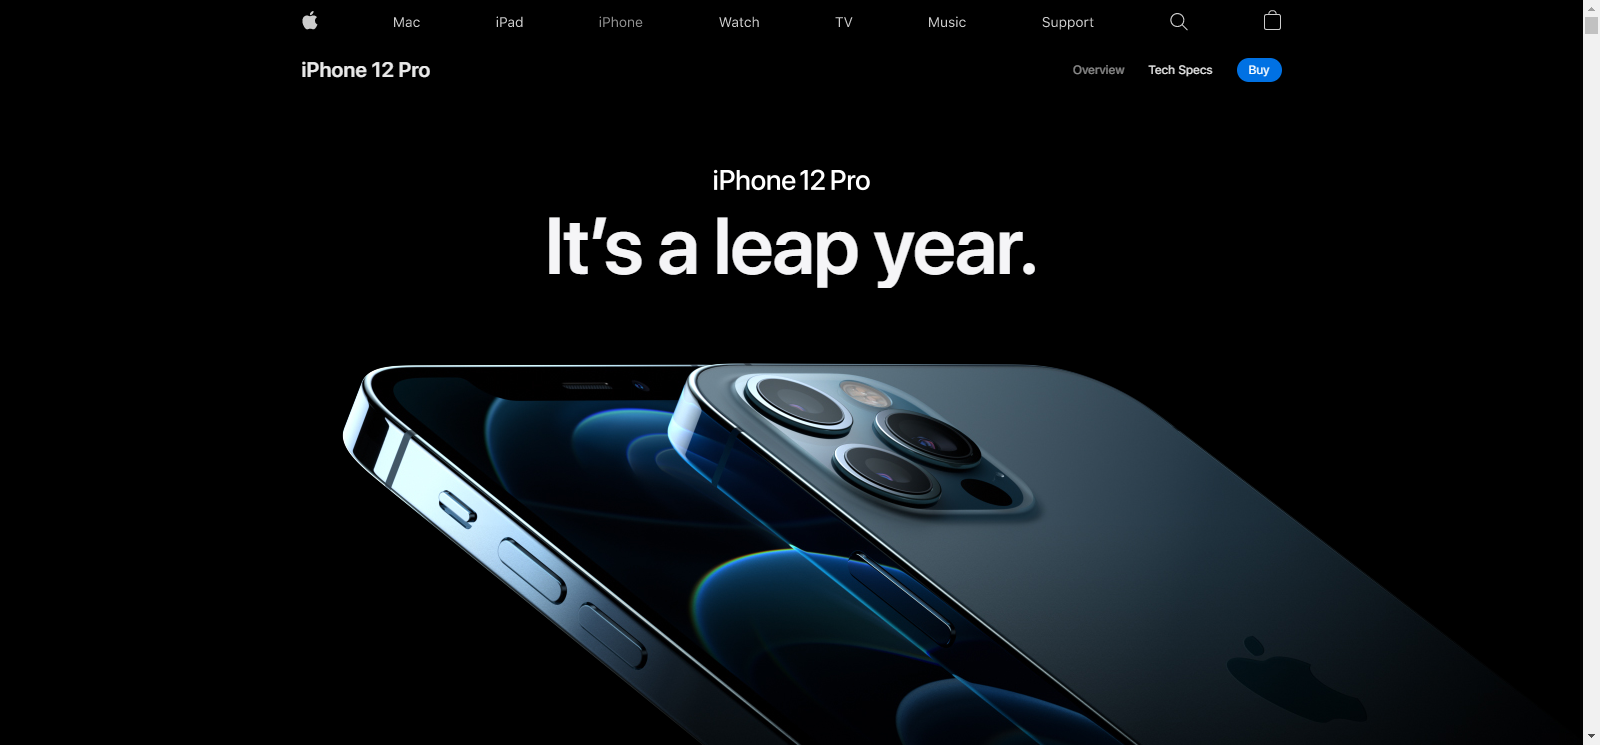 Mac iPad iPhone Watch TV Music Support
iPhone 12 Pro Overview Tech Specs Buy
iPhone 12 Pro
It’s a leap year.